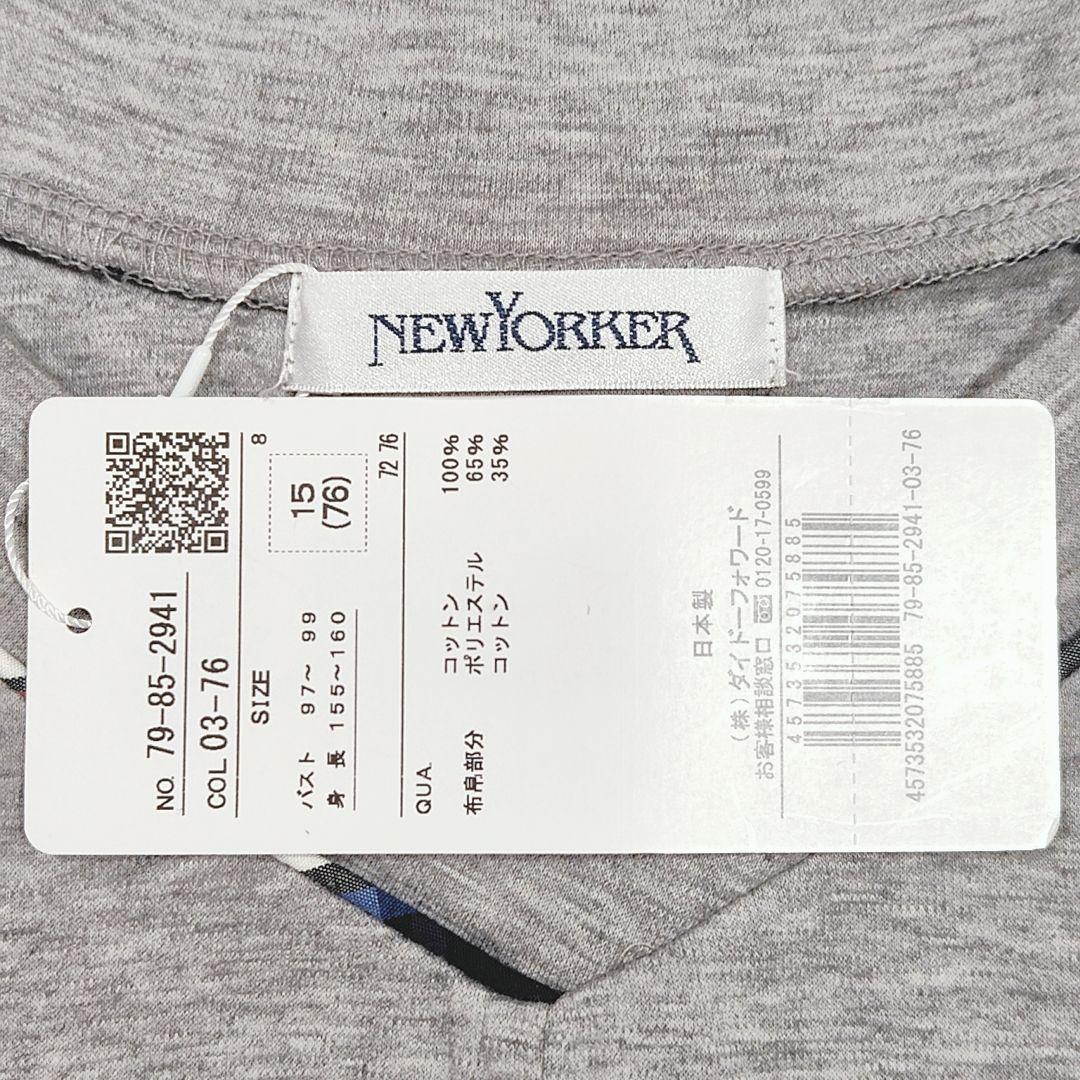 NEWYORKER
NO. 79-85-2941
COL 03-76
SIZE 8
バスト 97～ 99
身 長 155～160
15
(76)
72 76
QUA.
コットン 100%
布帛部分 ポリエステル 65%
コットン 35%
日本製
(株)ダイドーフォワード
お客様相談窓口 0120-17-0599
4573532075885
4573532075885 79-85-2941-03-76